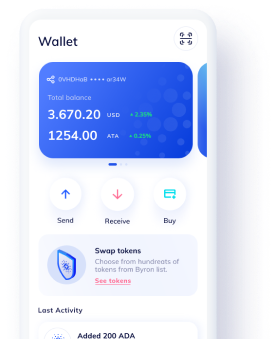 Wallet
0VHDHaB •••• ar34W
Total balance
3.670.20 USD + 2.35%
1254.00 ATA + 0.25%
Send Receive Buy
Swap tokens
Choose from hundreats of
tokens from Byron list.
See tokens
Last Activity
Added 200 ADA